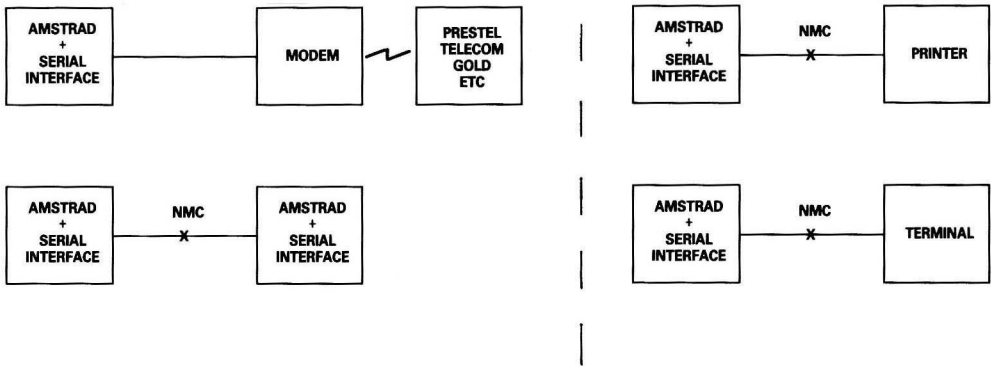 AMSTRAD
+
SERIAL
INTERFACE
MODEM
PRESTEL
TELECOM
GOLD
ETC
AMSTRAD
+
SERIAL
INTERFACE
NMC
X
PRINTER
AMSTRAD
+
SERIAL
INTERFACE
NMC
X
AMSTRAD
+
SERIAL
INTERFACE
AMSTRAD
+
SERIAL
INTERFACE
NMC
X
TERMINAL